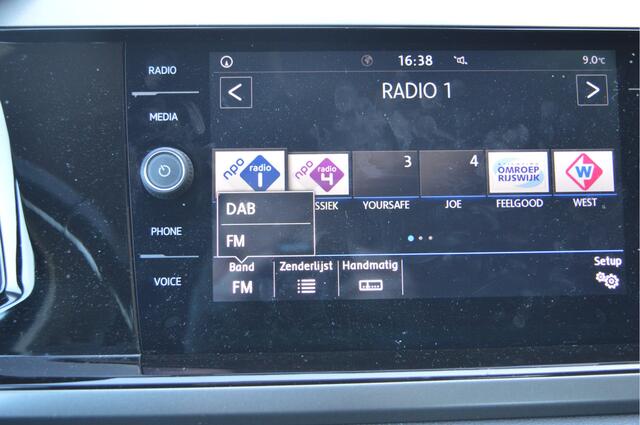 16:38
9.0°C
RADIO
RADIO 1
MEDIA
npo radio 1
npo radio 4
3
4
OMROEP RIJSWIJK
W
YOURSAFE
JOE
FEELGOOD
WEST
DAB
FM
PHONE
VOICE
Band
FM
Zenderlijst
Handmatig
Setup